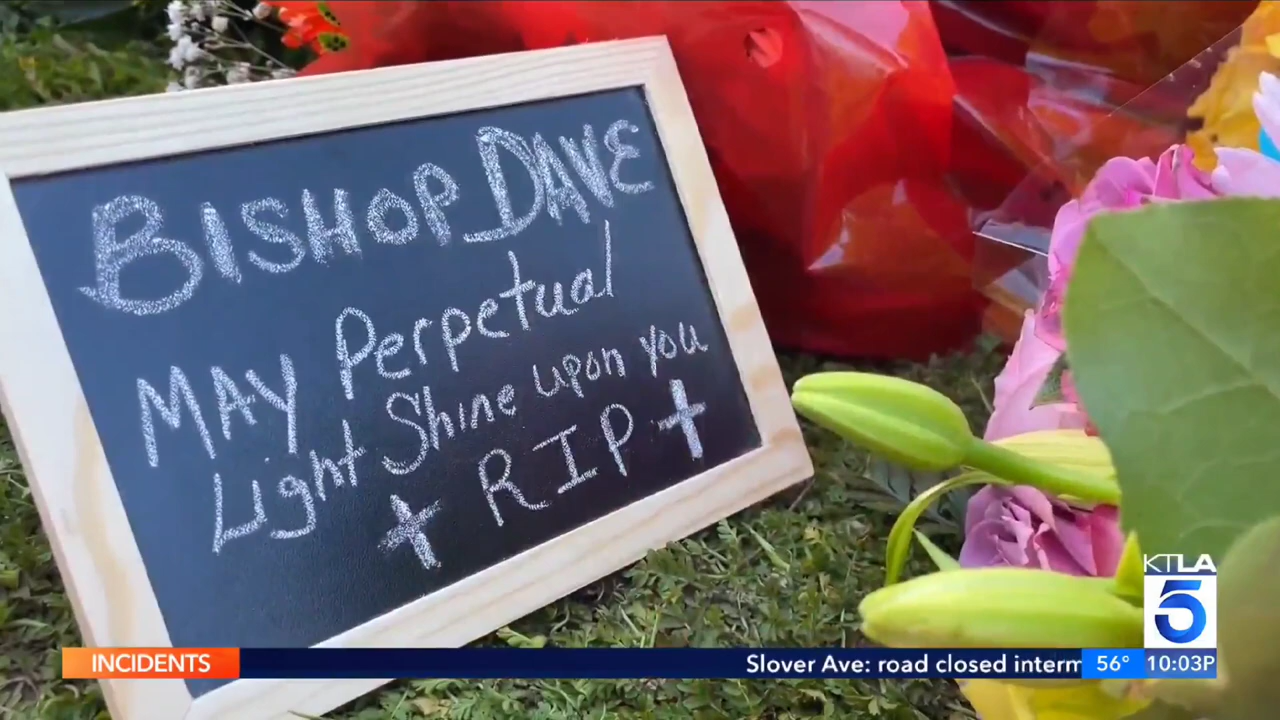 BISHOP DAVE
MAY Perpetual
Light Shine upon you
RIP
KTLA
5
INCIDENTS
Slover Ave: road closed interm
56°
10:03P